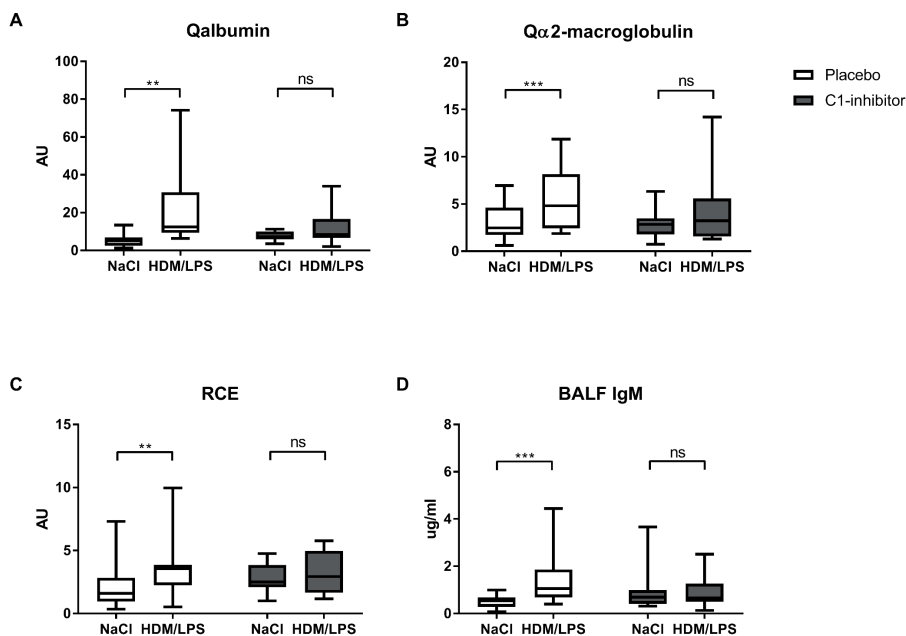 A
Qalbumin
100
80
60
40
20
0
AU
**
ns
NaCl HDM/LPS NaCl HDM/LPS
B
Qα2-macroglobulin
20
15
10
5
0
AU
***
ns
NaCl HDM/LPS NaCl HDM/LPS
Placebo
C1-inhibitor
C
RCE
15
10
5
0
AU
**
ns
NaCl HDM/LPS NaCl HDM/LPS
D
BALF IgM
8
6
4
2
0
ug/ml
***
ns
NaCl HDM/LPS NaCl HDM/LPS